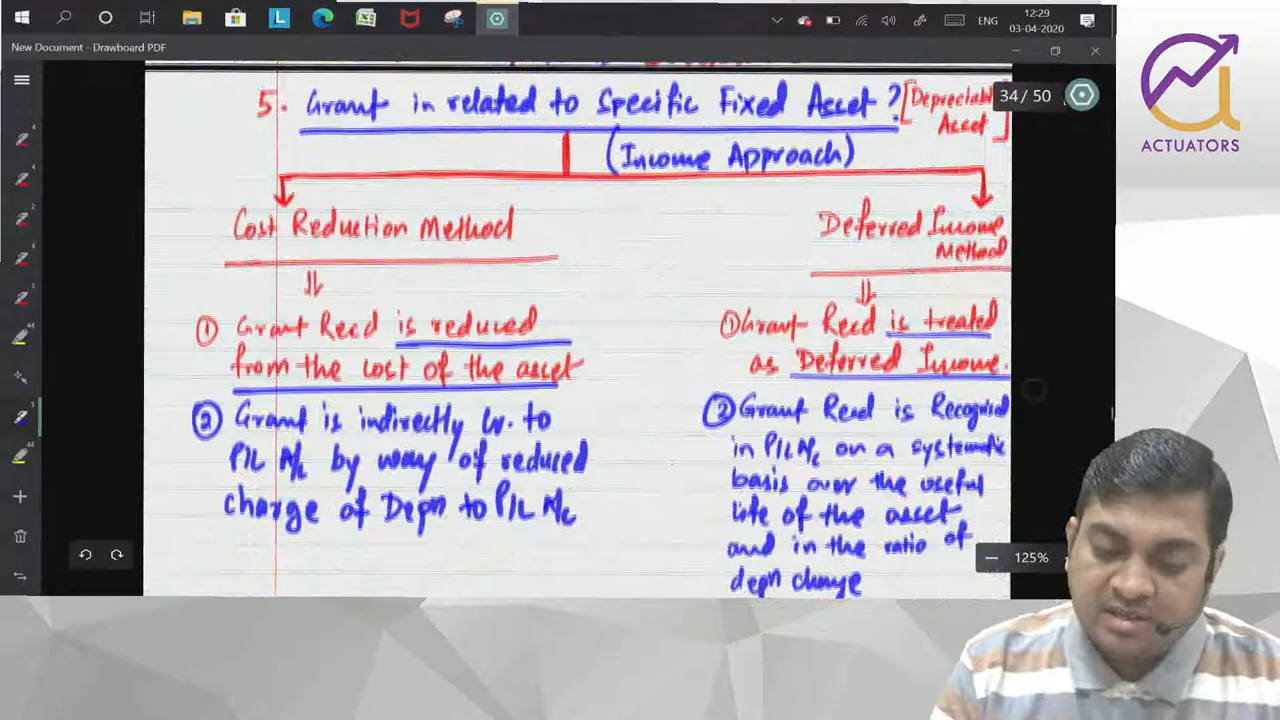 12:29
ENG
03-04-2020
New Document - Drawboard PDF
34 / 50
5. Grant in related to Specific Fixed Asset ? [Depreciabl
Asset ]
(Income Approach)
ACTUATORS
Cost Reduction Method
① Grant Recd is reduced
from the cost of the asset
② Grant is indirectly Cr. to
P/L A/c by way of reduced
charge of Depn to P/L A/c
Deferred Income
Method
① Grant Recd is treated
as Deferred Income.
② Grant Recd is Recognised
in P/L A/c on a systematic
basis over the useful
life of the asset
and in the ratio of
depn charge
125%